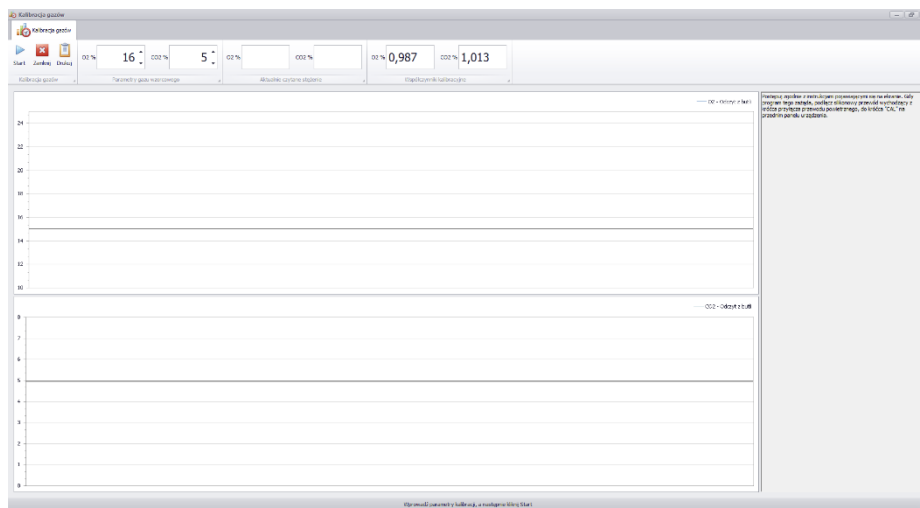 Kalibracja gazów
Kalibracja gazów
Start Zamknij Drukuj
O2 % 16 CO2 % 5 O2 % CO2 % O2 % 0,987 CO2 % 1,013
Kalibracja gazów Parametry gazu wzorcowego Aktualnie czytane stężenie Współczynniki kalibracyjne
O2 - Odczyt z butli
24
22
20
18
16
14
12
10
CO2 - Odczyt z butli
8
7
6
5
4
3
2
1
0
Postępuj zgodnie z instrukcjami pojawiającymi się na ekranie. Gdy
program tego zażąda, podłącz silikonowy przewód wychodzący z
króćca przyłącza przewodu powietrznego, do króćca "CAL" na
przednim panelu urządzenia.
Wprowadź parametry kalibracji, a następnie kliknij Start